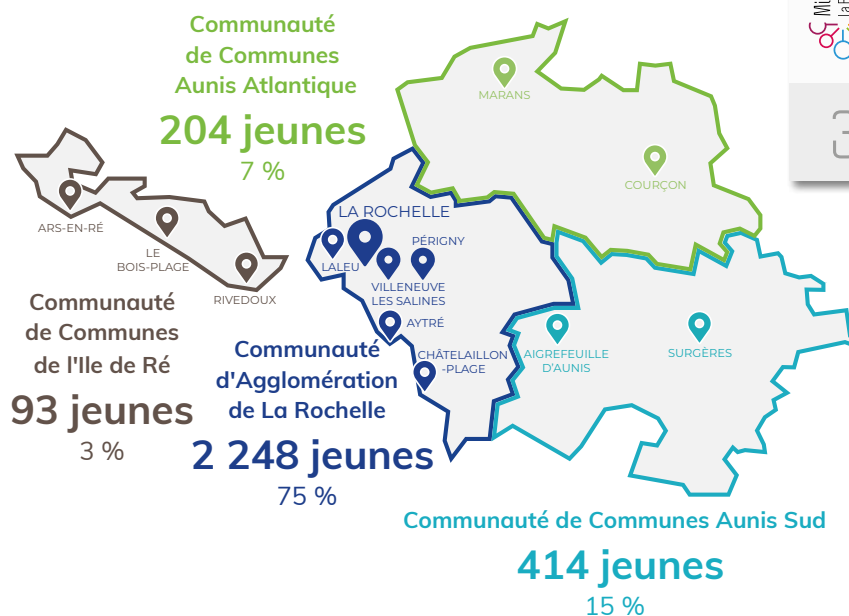 Communauté
de Communes
Aunis Atlantique
204 jeunes
7 %
MARANS
COURÇON
ARS-EN-RÉ
LE
BOIS-PLAGE
RIVEDOUX
Communauté
de Communes
de l'Ile de Ré
93 jeunes
3 %
LA ROCHELLE
LALEU
PÉRIGNY
VILLENEUVE
LES SALINES
AYTRÉ
CHÂTELAILLON
-PLAGE
Communauté
d'Agglomération
de La Rochelle
2 248 jeunes
75 %
AIGREFEUILLE
D'AUNIS
SURGÈRES
Communauté de Communes Aunis Sud
414 jeunes
15 %